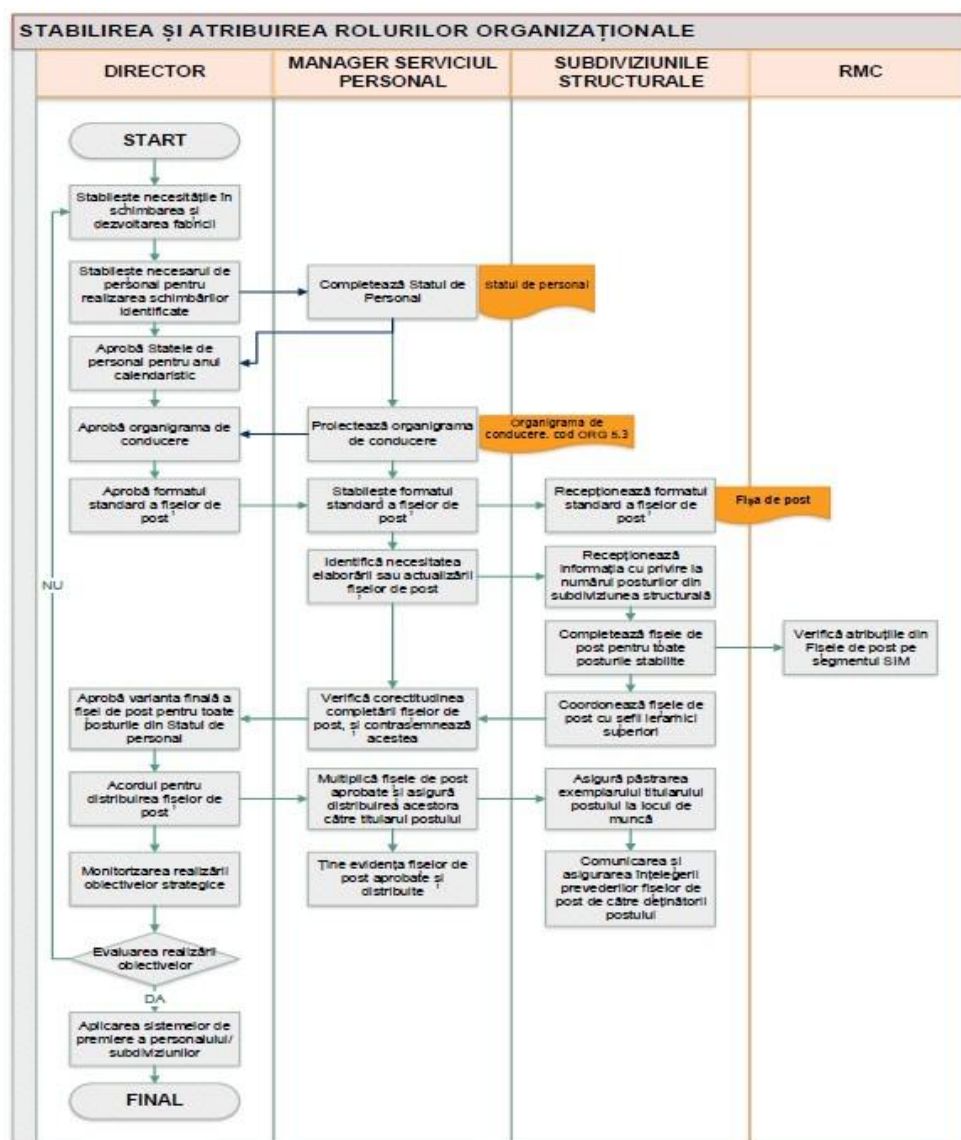 STABILIREA ȘI ATRIBUIREA ROLURILOR ORGANIZAȚIONALE
DIRECTOR
MANAGER SERVICIUL
PERSONAL
SUBDIVIZIUNILE
STRUCTURALE
RMC
START
Stabilește necesitățile în
schimbarea și
dezvoltarea fabricii
Stabilește necesarul de
personal pentru
realizarea schimbărilor
identificate
Completează Statul de
Personal
Statul de personal
Aprobă Statele de
personal pentru anul
calendaristic
Aprobă organigrama de
conducere
Proiectează organigrama
de conducere
Organigrama de
conducere, cod ORG 5.3
Aprobă formatul
standard a fișelor de
post
Stabilește formatul
standard a fișelor de
post
Recepționează formatul
standard a fișelor de
post
Fișa de post
NU
Identifică necesitatea
elaborării sau actualizării
fișelor de post
Recepționează
informația cu privire la
numărul posturilor din
subdiviziunea structurală
Completează fișele de
post pentru toate
posturile stabilite
Verifică atribuțiile din
Fișele de post pe
segmentul SIM
Aprobă varianta finală a
fișei de post pentru toate
posturile din Statul de
personal
Verifică corectitudinea
completării fișelor de
post, și contrasemnează
acestea
Coordonează fișele de
post cu șefii ierarhici
superiori
Acordul pentru
distribuirea fișelor de
post
Multiplică fișele de post
aprobate și asigură
distribuirea acestora
către titularul postului
Asigură păstrarea
exemplarului titularului
postului la locul de
muncă
Monitorizarea realizării
obiectivelor strategice
Ține evidența fișelor de
post aprobate și
distribuite
Comunicarea și
asigurarea înțelegerii
prevederilor fișelor de
post de către deținătorii
postului
Evaluarea realizării
obiectivelor
DA
Aplicarea sistemelor de
premiere a personalului/
subdiviziunilor
FINAL